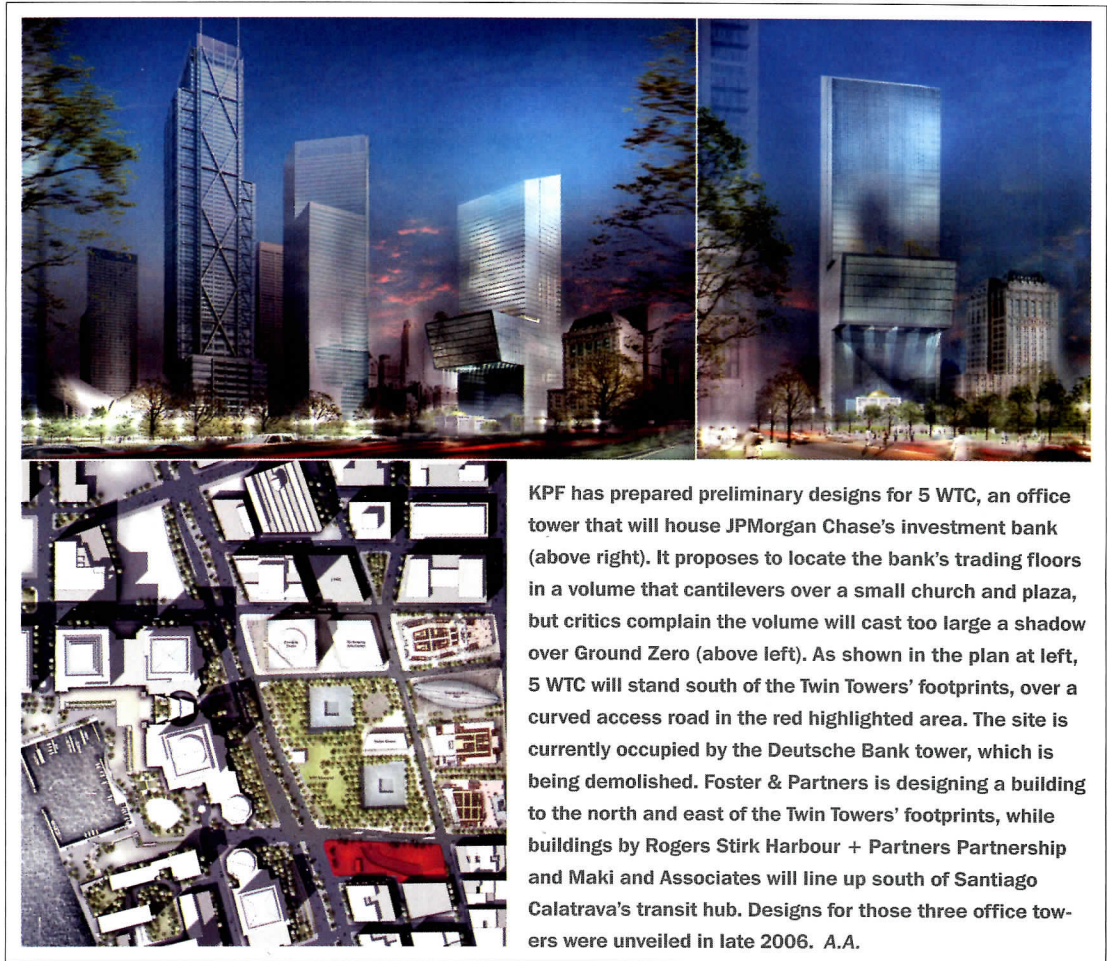 KPF has prepared preliminary designs for 5 WTC, an office
tower that will house JPMorgan Chase's investment bank
(above right). It proposes to locate the bank's trading floors
in a volume that cantilevers over a small church and plaza,
but critics complain the volume will cast too large a shadow
over Ground Zero (above left). As shown in the plan at left,
5 WTC will stand south of the Twin Towers' footprints, over a
curved access road in the red highlighted area. The site is
currently occupied by the Deutsche Bank tower, which is
being demolished. Foster & Partners is designing a building
to the north and east of the Twin Towers' footprints, while
buildings by Rogers Stirk Harbour + Partners Partnership
and Maki and Associates will line up south of Santiago
Calatrava's transit hub. Designs for those three office tow-
ers were unveiled in late 2006. A.A.